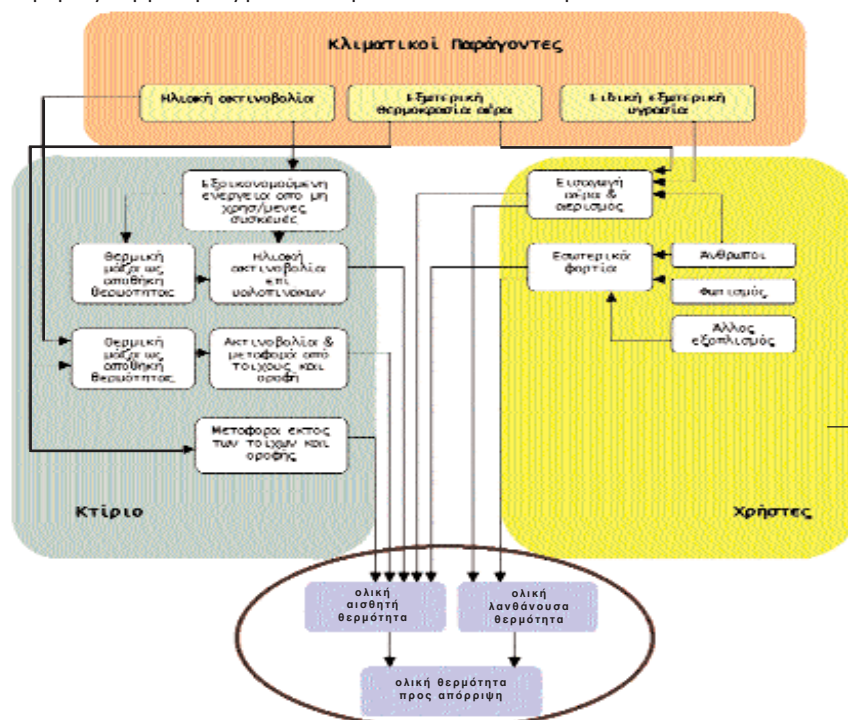 Κλιματικοί Παράγοντες
Ηλιακή ακτινοβολία
Εξωτερική
θερμοκρασία αέρα
Ειδική εξωτερική
υγρασία
Εξοικονομούμενη
ενεργεια από μη
χρησ/μενες
συσκευές
Θερμική
μάζα ως
αποθήκη
θερμότητας
Ηλιακή
ακτινοβολία
επί
υαλοπινάκων
Θερμική
μάζα ως
αποθήκη
θερμότητας.
Ακτινοβολία &
μεταφορά από
τοίχους και
οροφή
Μεταφορα εκτος
των τοίχων και
οροφής
Κτίριο
Εισαγωγή
αέρα &
αερισμός
Εσωτερικά
φορτία
Άνθρωποι
Φωτισμός
Άλλος
εξοπλισμός
Χρήστες
ολική
αισθητή
θερμότητα
ολική
λανθάνουσα
θερμότητα
ολική θερμότητα
προς απόρριψη